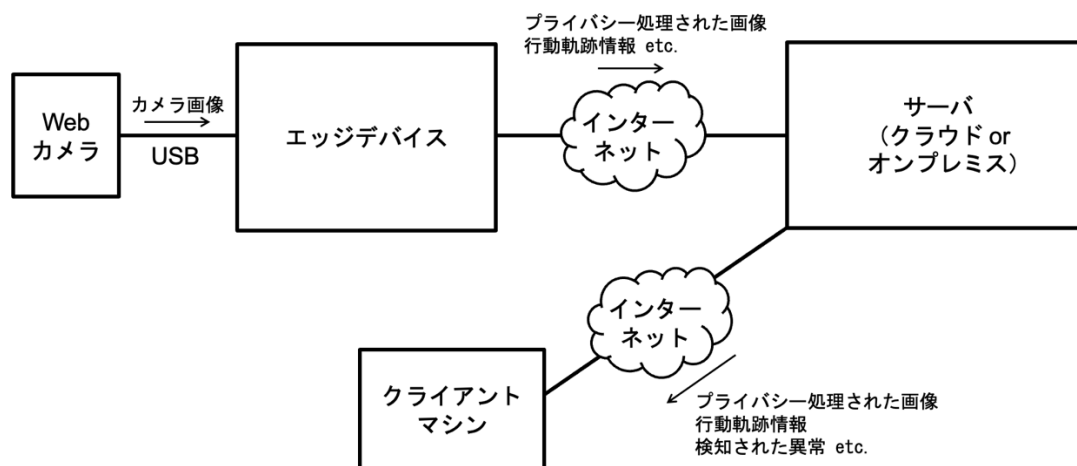 プライバシー処理された画像
行動軌跡情報 etc.
Web
カメラ
カメラ画像
USB
エッジデバイス
インター
ネット
サーバ
（クラウド or
オンプレミス）
インター
ネット
クライアント
マシン
プライバシー処理された画像
行動軌跡情報
検知された異常 etc.